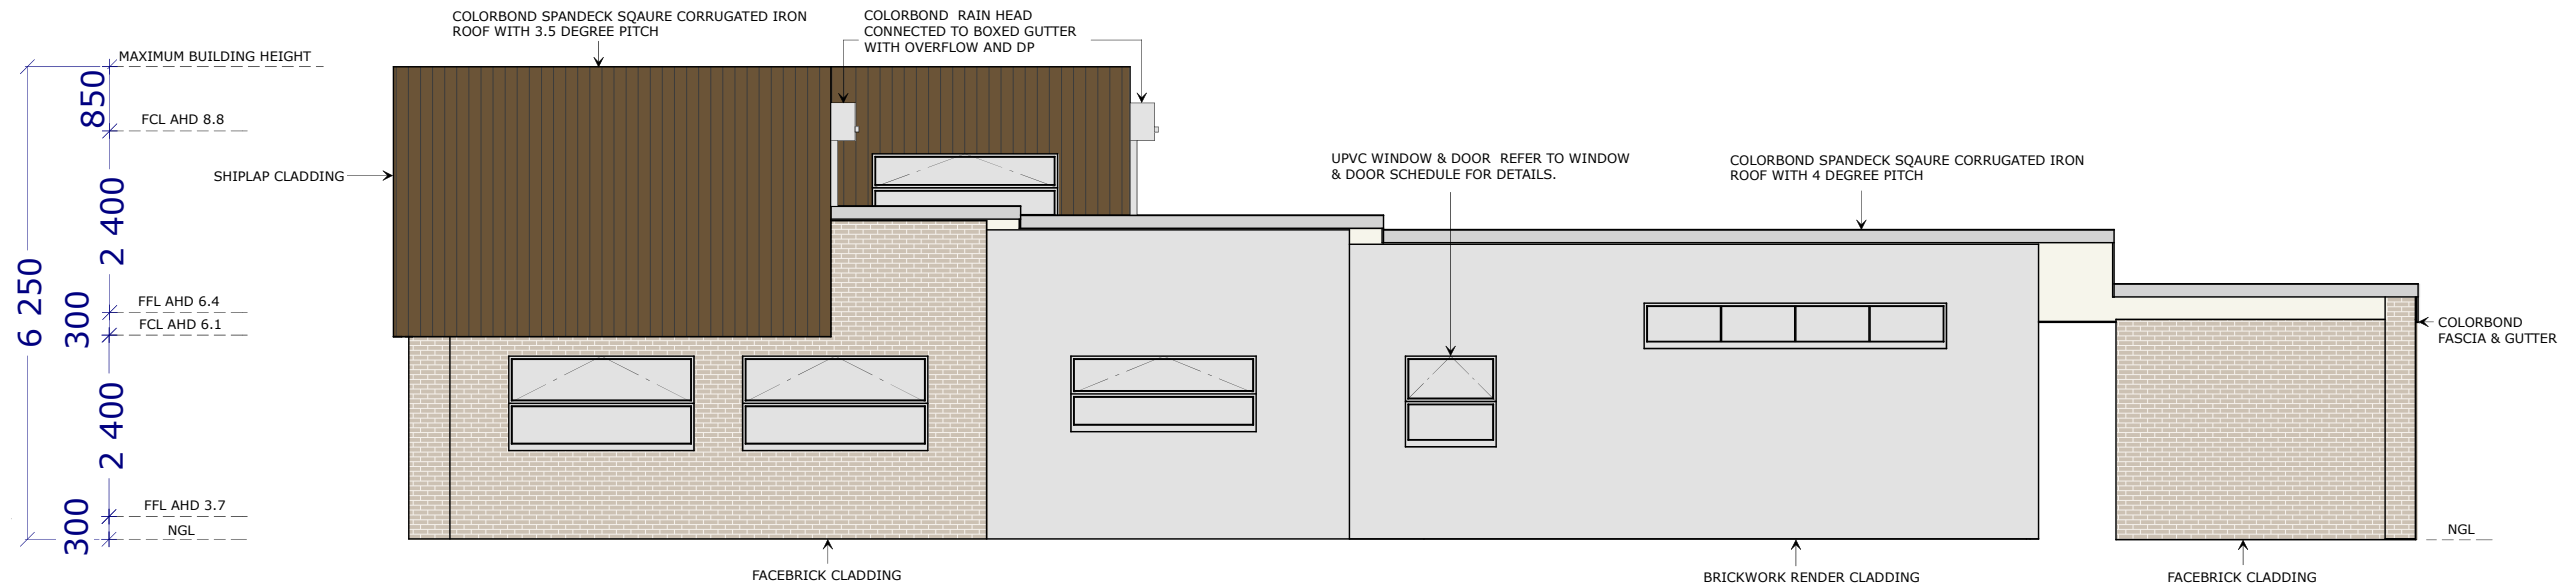 COLORBOND SPANDECK SQAURE CORRUGATED IRON
ROOF WITH 3.5 DEGREE PITCH
COLORBOND RAIN HEAD
CONNECTED TO BOXED GUTTER
WITH OVERFLOW AND DP
MAXIMUM BUILDING HEIGHT
850
FCL AHD 8.8
SHIPLAP CLADDING
2 400
UPVC WINDOW & DOOR REFER TO WINDOW
& DOOR SCHEDULE FOR DETAILS.
COLORBOND SPANDECK SQAURE CORRUGATED IRON
ROOF WITH 4 DEGREE PITCH
6 250
FFL AHD 6.4
300
FCL AHD 6.1
COLORBOND
FASCIA & GUTTER
2 400
FFL AHD 3.7
300
NGL
NGL
FACEBRICK CLADDING
BRICKWORK RENDER CLADDING
FACEBRICK CLADDING